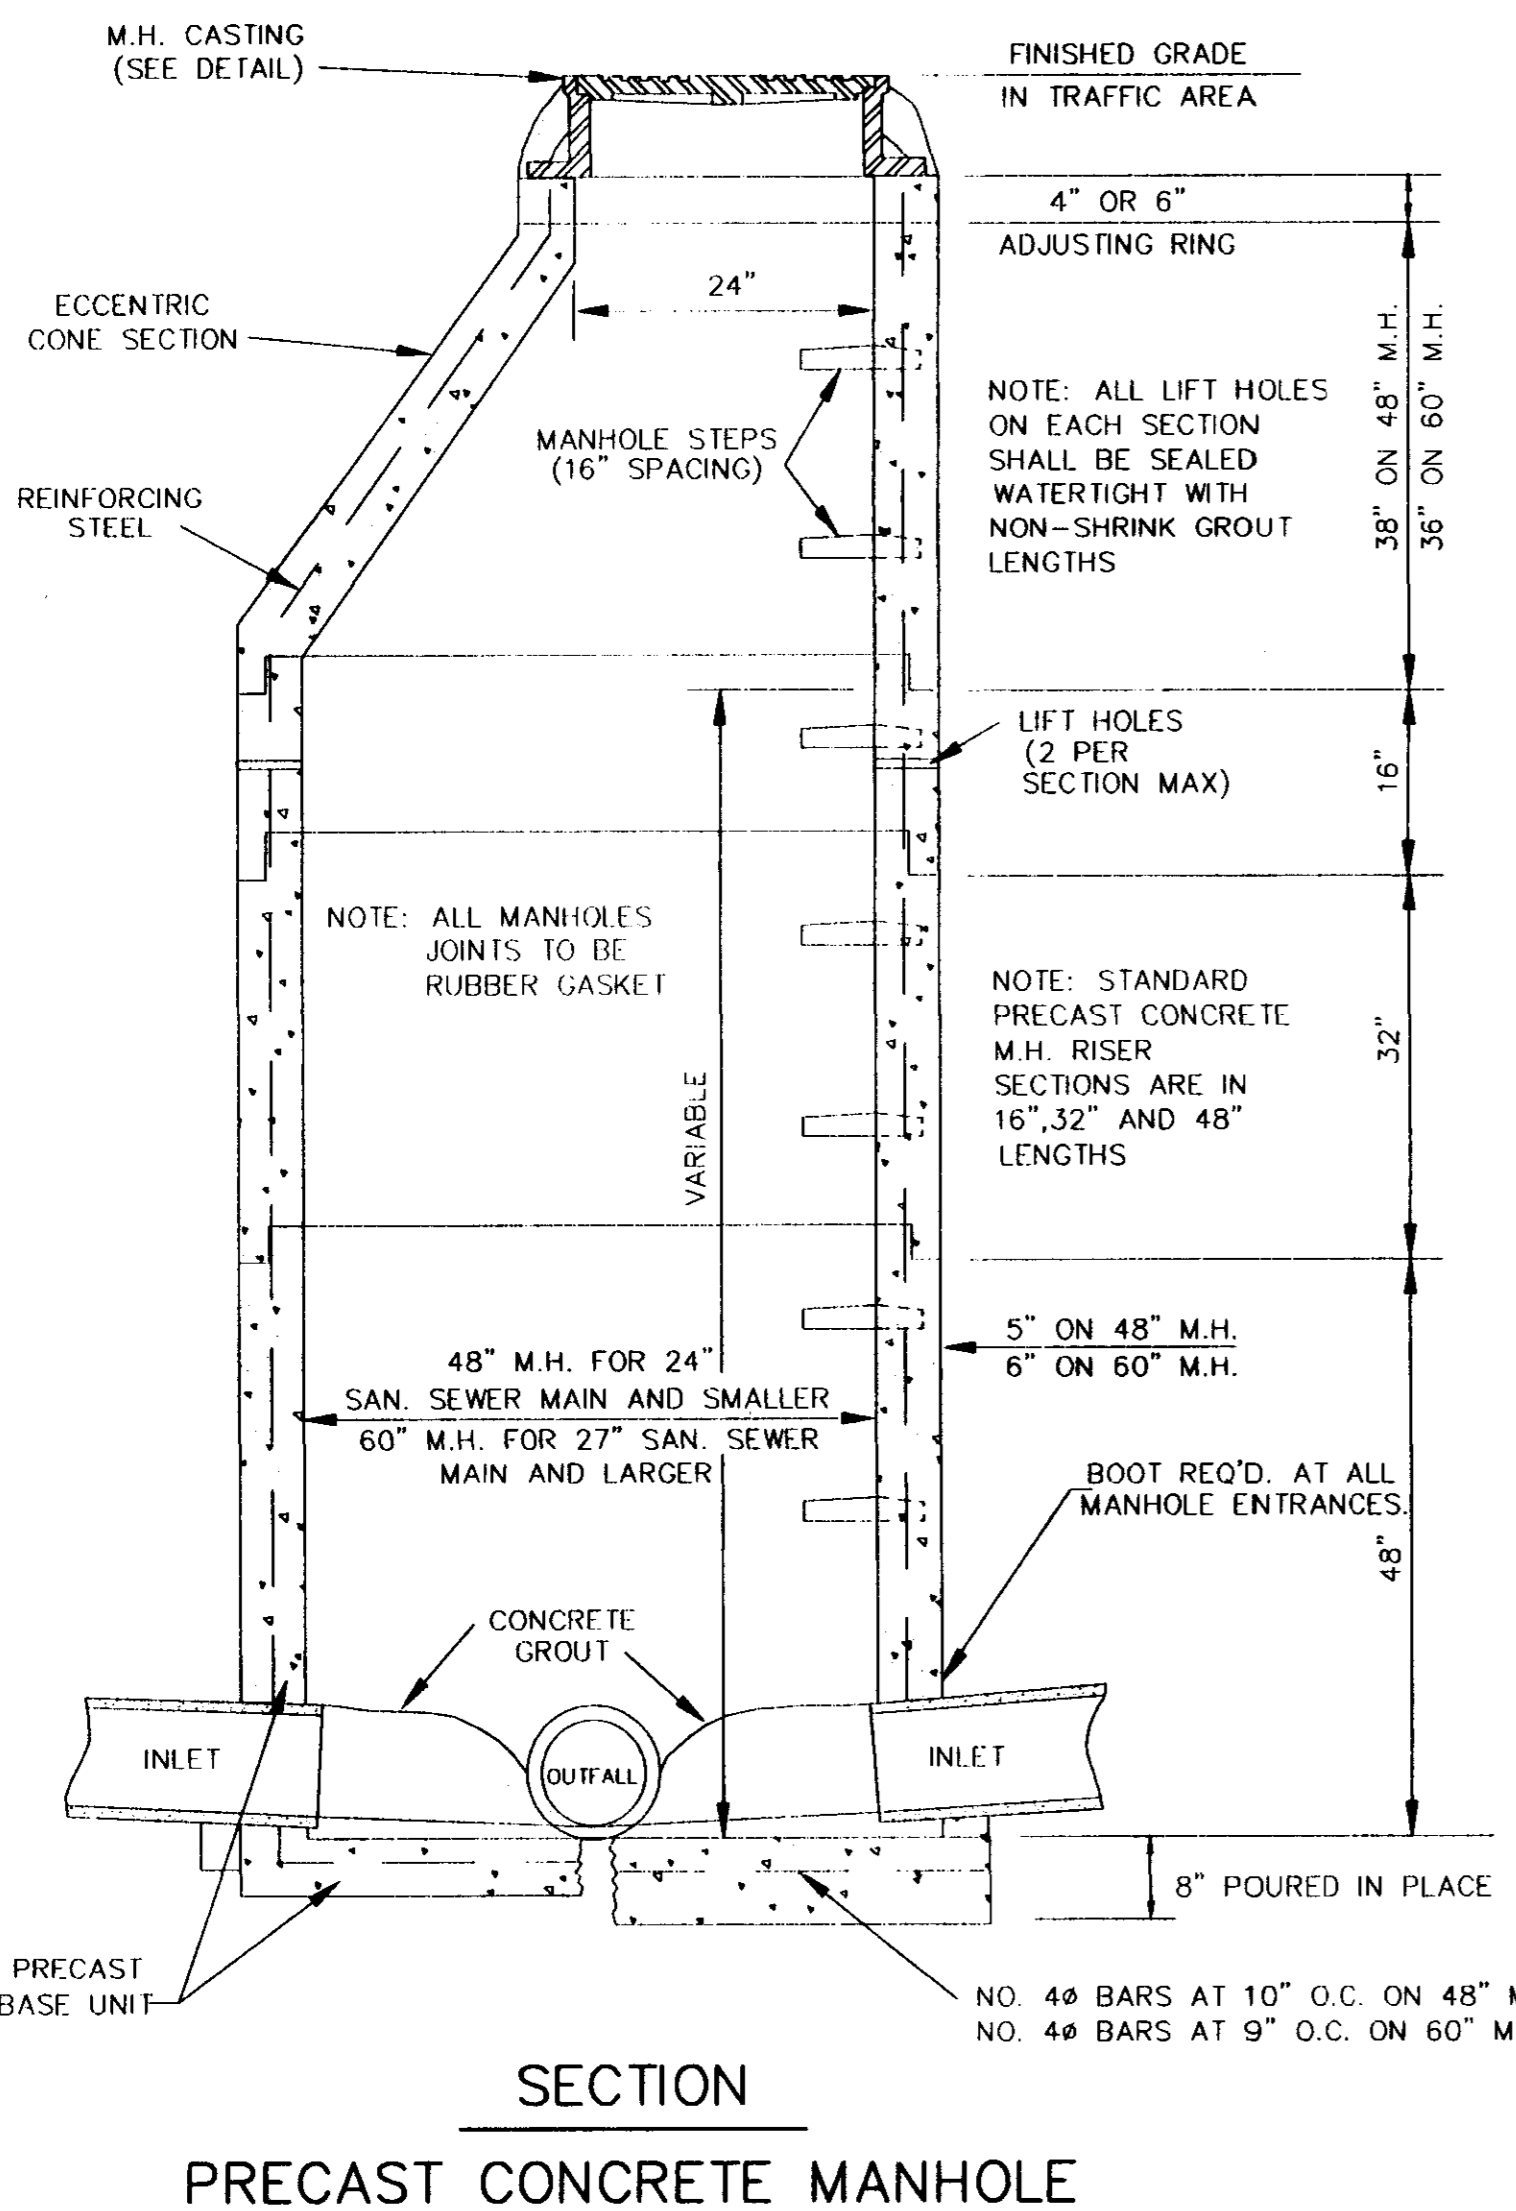 M.H. CASTING
(SEE DETAIL)
FINISHED GRADE
IN TRAFFIC AREA
4" OR 6"
ADJUSTING RING
24"
ECCENTRIC
CONE SECTION
38" ON 48" M.H.
36" ON 60" M.H.
NOTE: ALL LIFT HOLES
ON EACH SECTION
SHALL BE SEALED
WATERTIGHT WITH
NON-SHRINK GROUT
LENGTHS
MANHOLE STEPS
(16" SPACING)
REINFORCING
STEEL
LIFT HOLES
(2 PER
SECTION MAX)
16"
NOTE: ALL MANHOLES
JOINTS TO BE
RUBBER GASKET
NOTE: STANDARD
PRECAST CONCRETE
M.H. RISER
SECTIONS ARE IN
16",32" AND 48"
LENGTHS
32"
VARIABLE
5" ON 48" M.H.
6" ON 60" M.H.
48" M.H. FOR 24"
SAN. SEWER MAIN AND SMALLER
60" M.H. FOR 27" SAN. SEWER
MAIN AND LARGER
BOOT REQ'D. AT ALL
MANHOLE ENTRANCES.
48"
CONCRETE
GROUT
INLET
OUTFALL
INLET
8" POURED IN PLACE
PRECAST
BASE UNIT
NO. 4ø BARS AT 10" O.C. ON 48" M
NO. 4ø BARS AT 9" O.C. ON 60" M
SECTION
PRECAST CONCRETE MANHOLE